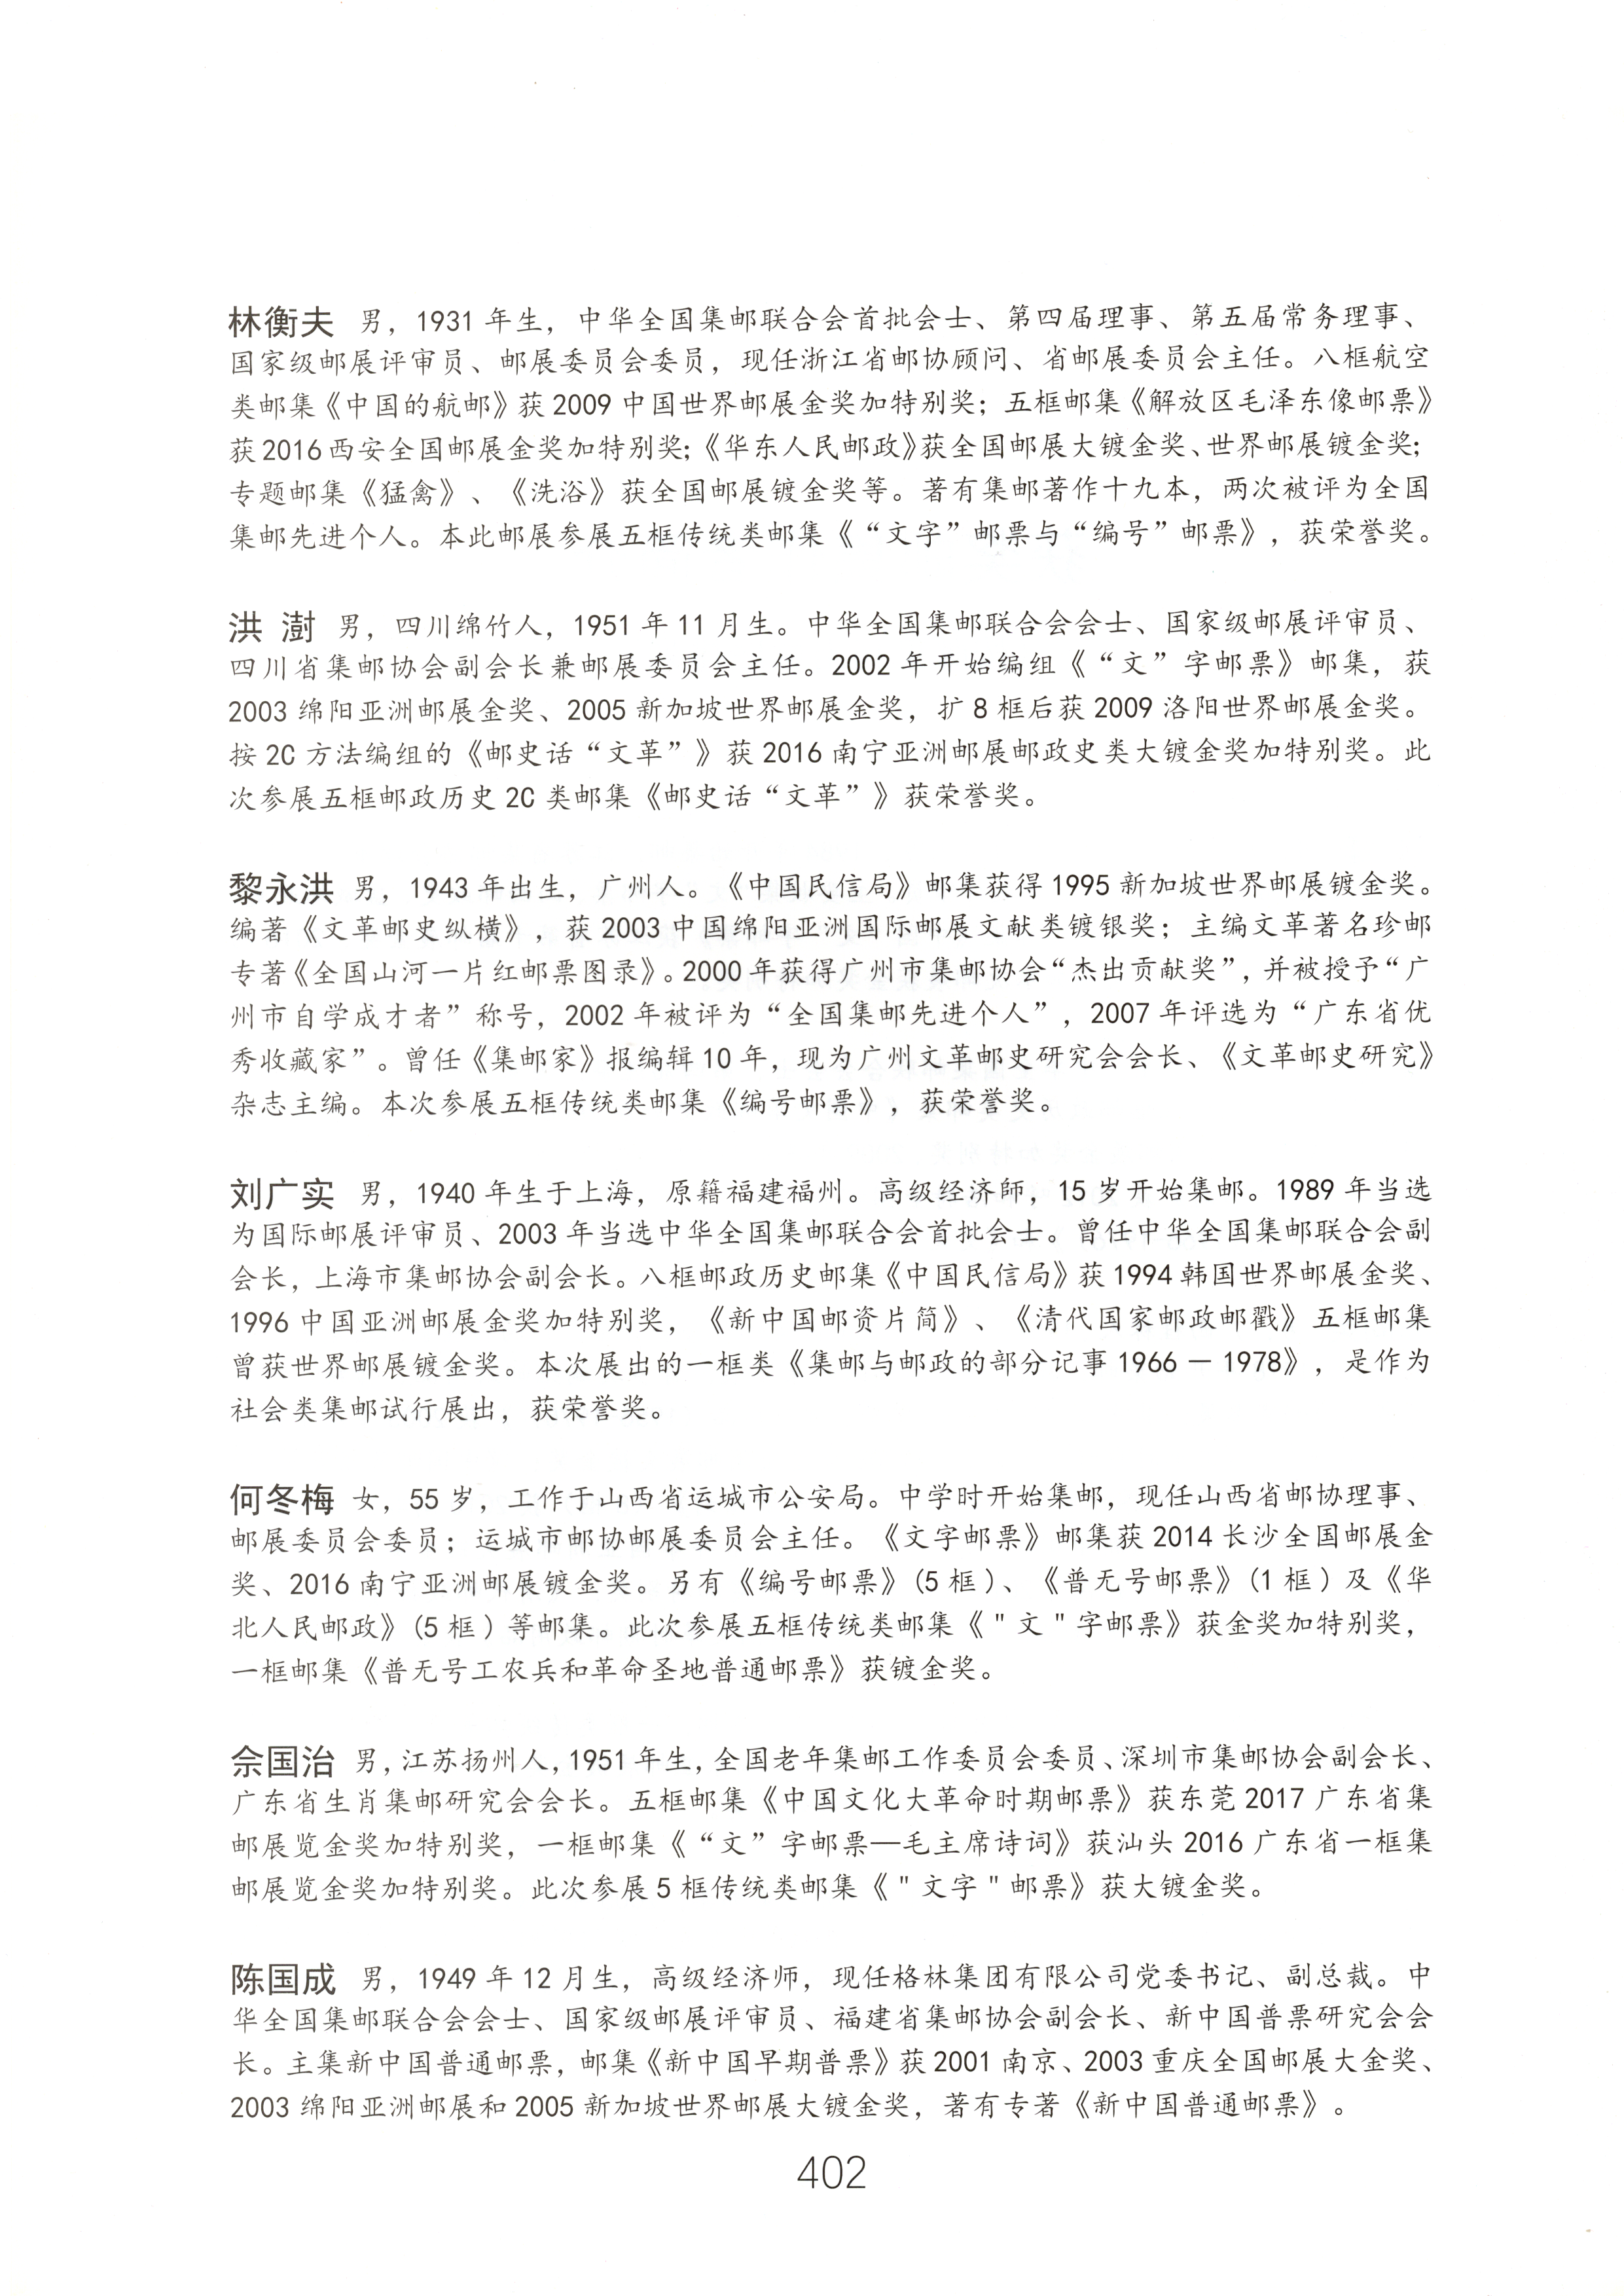 林衡夫 男，1931 年生，中华全国集邮联合会首批会士、第四届理事、第五届常务理事、
国家级邮展评审员、邮展委员会委员，现任浙江省邮协顾问、省邮展委员会主任。八框航空
类邮集《中国的航邮》获 2009 中国世界邮展金奖加特别奖；五框邮集《解放区毛泽东像邮票》
获 2016 西安全国邮展金奖加特别奖；《华东人民邮政》获全国邮展大镀金奖、世界邮展镀金奖；
专题邮集《猛禽》、《洗浴》获全国邮展镀金奖等。著有集邮著作十九本，两次被评为全国
集邮先进个人。本此邮展参展五框传统类邮集《“文字”邮票与“编号”邮票》，获荣誉奖。
洪 澍 男，四川绵竹人，1951 年 11 月生。中华全国集邮联合会会士、国家级邮展评审员、
四川省集邮协会副会长兼邮展委员会主任。2002 年开始编组《“文”字邮票》邮集，获
2003 绵阳亚洲邮展金奖、2005 新加坡世界邮展金奖，扩 8 框后获 2009 洛阳世界邮展金奖。
按 2C 方法编组的《邮史话“文革”》获 2016 南宁亚洲邮展邮政史类大镀金奖加特别奖。此
次参展五框邮政历史 2C 类邮集《邮史话“文革”》获荣誉奖。
黎永洪 男，1943 年出生，广州人。《中国民信局》邮集获得 1995 新加坡世界邮展镀金奖。
编著《文革邮史纵横》，获 2003 中国绵阳亚洲国际邮展文献类镀银奖；主编文革著名珍邮
专著《全国山河一片红邮票图录》。2000 年获得广州市集邮协会“杰出贡献奖”，并被授予“广
州市自学成才者”称号，2002 年被评为“全国集邮先进个人”，2007 年评选为“广东省优
秀收藏家”。曾任《集邮家》报编辑 10 年，现为广州文革邮史研究会会长、《文革邮史研究》
杂志主编。本次参展五框传统类邮集《编号邮票》，获荣誉奖。
刘广实 男，1940 年生于上海，原籍福建福州。高级经济師，15 岁开始集邮。1989 年当选
为国际邮展评审员、2003 年当选中华全国集邮联合会首批会士。曾任中华全国集邮联合会副
会长，上海市集邮协会副会长。八框邮政历史邮集《中国民信局》获 1994 韩国世界邮展金奖、
1996 中国亚洲邮展金奖加特别奖，《新中国邮资片简》、《清代国家邮政邮戳》五框邮集
曾获世界邮展镀金奖。本次展出的一框类《集邮与邮政的部分记事 1966 — 1978》，是作为
社会类集邮试行展出，获荣誉奖。
何冬梅 女，55 岁，工作于山西省运城市公安局。中学时开始集邮，现任山西省邮协理事、
邮展委员会委员；运城市邮协邮展委员会主任。《文字邮票》邮集获 2014 长沙全国邮展金
奖、2016 南宁亚洲邮展镀金奖。另有《编号邮票》(5 框 )、《普无号邮票》(1 框 ) 及《华
北人民邮政》(5 框 ) 等邮集。此次参展五框传统类邮集《 " 文 " 字邮票》获金奖加特别奖，
一框邮集《普无号工农兵和革命圣地普通邮票》获镀金奖。
佘国治 男，江苏扬州人，1951 年生，全国老年集邮工作委员会委员、深圳市集邮协会副会长、
广东省生肖集邮研究会会长。五框邮集《中国文化大革命时期邮票》获东莞 2017 广东省集
邮展览金奖加特别奖，一框邮集《“文”字邮票—毛主席诗词》获汕头 2016 广东省一框集
邮展览金奖加特别奖。此次参展 5 框传统类邮集《 " 文字 " 邮票》获大镀金奖。
陈国成 男，1949 年 12 月生，高级经济师，现任格林集团有限公司党委书记、副总裁。中
华全国集邮联合会会士、国家级邮展评审员、福建省集邮协会副会长、新中国普票研究会会
长。主集新中国普通邮票，邮集《新中国早期普票》获 2001 南京、2003 重庆全国邮展大金奖、
2003 绵阳亚洲邮展和 2005 新加坡世界邮展大镀金奖，著有专著《新中国普通邮票》。
402